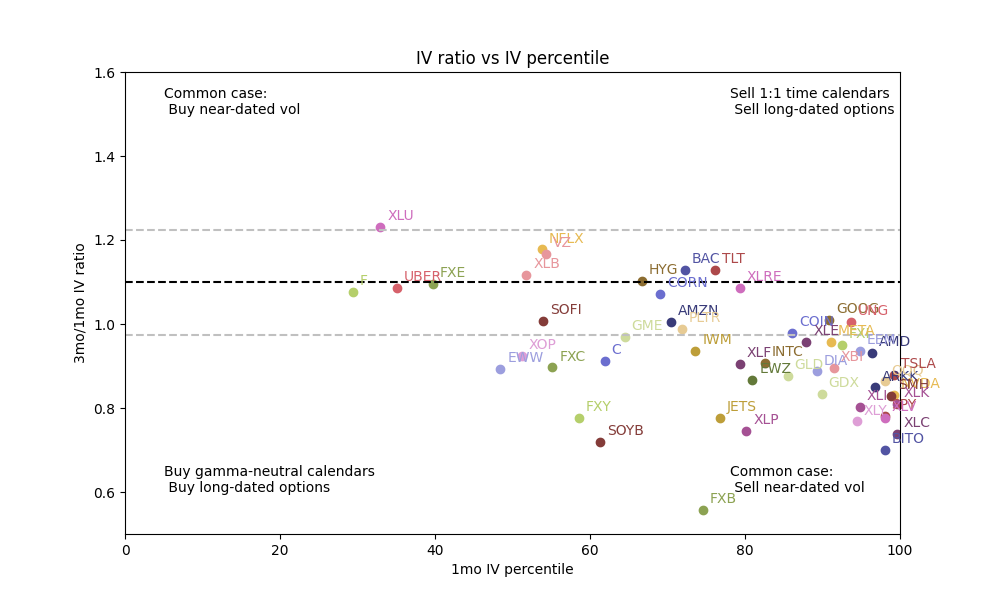 IV ratio vs IV percentile
1.6
Common case:
Buy near-dated vol
Sell 1:1 time calendars
Sell long-dated options
1.4
XLU
1.2
NFLX
VZ
BAC
TLT
XLB
HYG
F
UBER
FXE
CORN
XLRE
3mo/1mo IV ratio
SOFI
AMZN
GOOG
UNG
1.0
GME
PLTR
COIN
XLE
META
FXI
XOP
IWM
EEM
AMD
EWW
FXC
C
XLF
INTC
GLD
DIA
XBI
TSLA
EWZ
GDX
ARKK
SMH
XLK
0.8
FXY
JETS
XLI
XLY
SOYB
XLP
XLC
BITO
Buy gamma-neutral calendars
Buy long-dated options
Common case:
Sell near-dated vol
0.6
FXB
0
20
40
60
80
100
1mo IV percentile